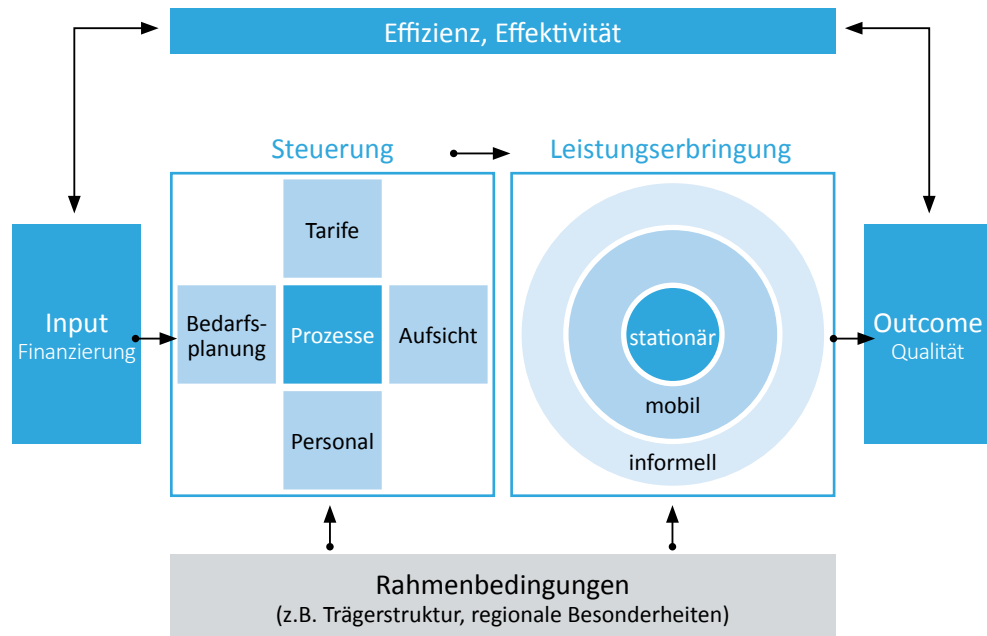 Effizienz, Effektivität
Steuerung
Leistungserbringung
Input
Finanzierung
Tarife
Bedarfs-
planung
Prozesse
Aufsicht
Personal
stationär
mobil
informell
Outcome
Qualität
Rahmenbedingungen
(z.B. Trägerstruktur, regionale Besonderheiten)